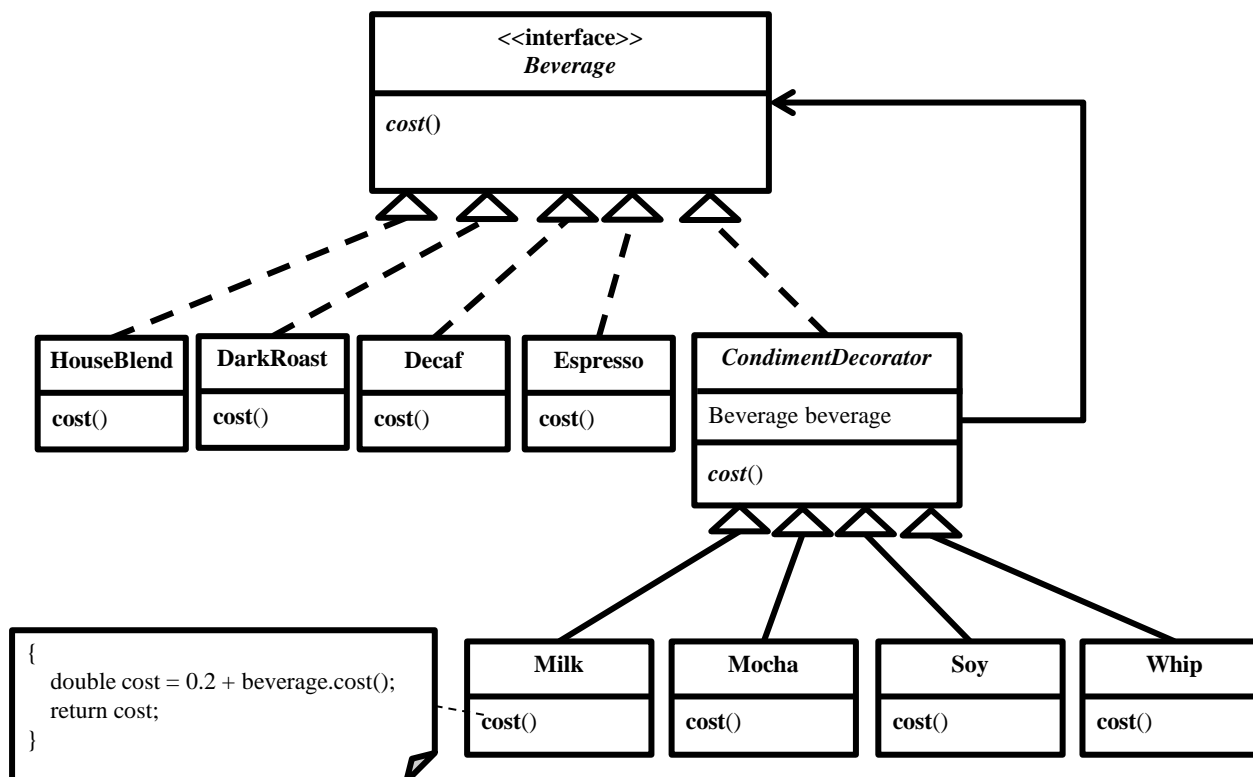 <<interface>>
Beverage
cost()
HouseBlend
cost()
DarkRoast
cost()
Decaf
cost()
Espresso
cost()
CondimentDecorator
Beverage beverage
cost()
{
double cost = 0.2 + beverage.cost();
return cost;
}
Milk
cost()
Mocha
cost()
Soy
cost()
Whip
cost()